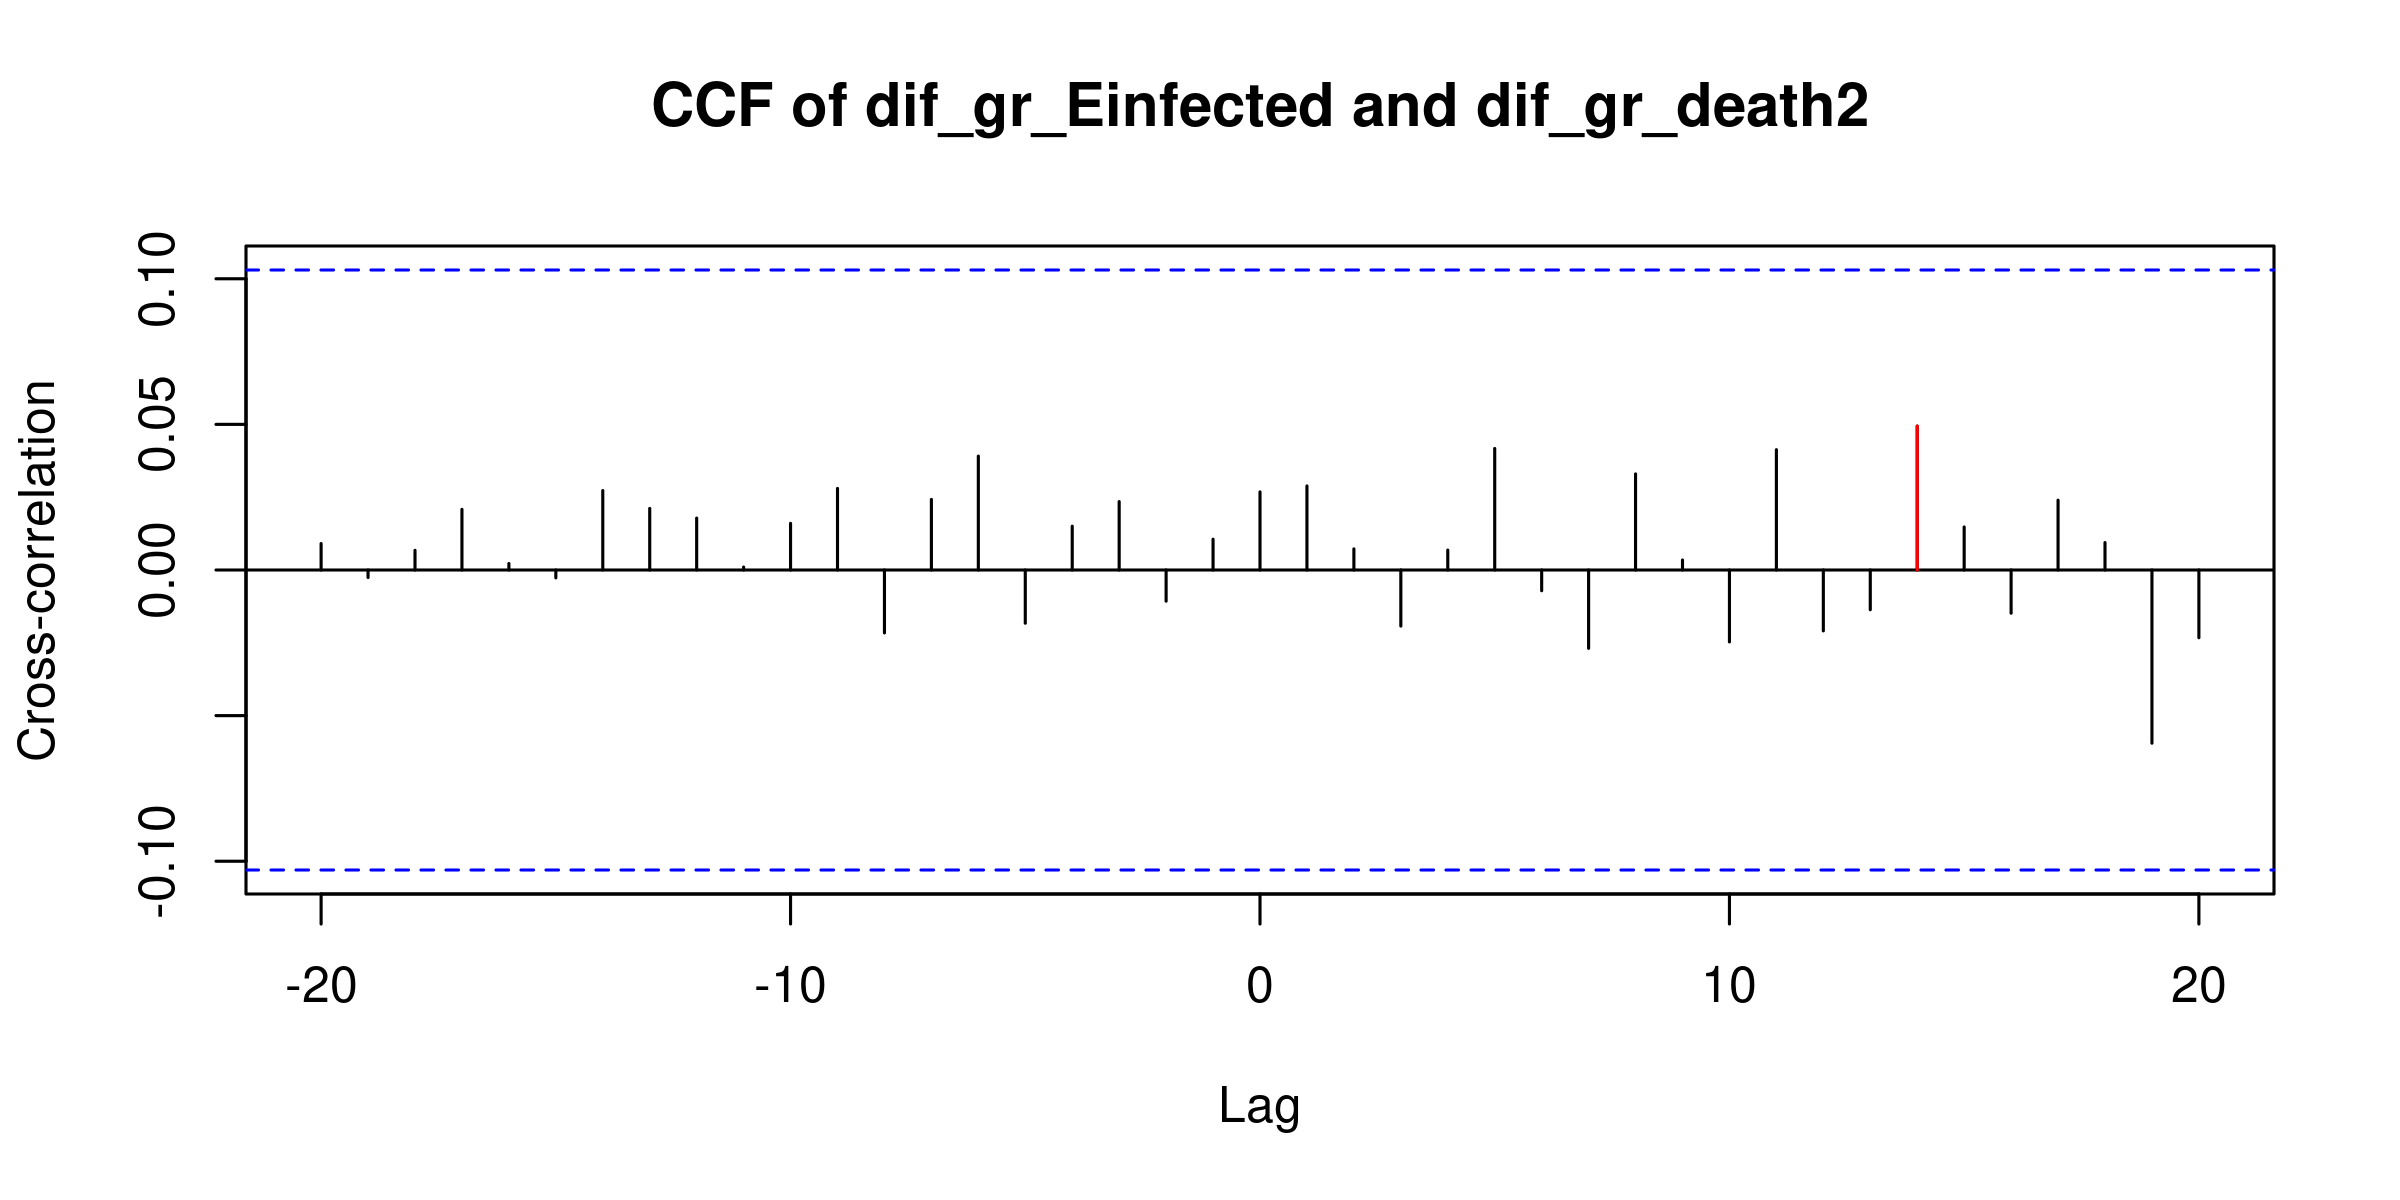 CCF of dif_gr_Einfected and dif_gr_death2
Cross-correlation
0.10
0.05
0.00
-0.10
-20 -10 0 10 20
Lag